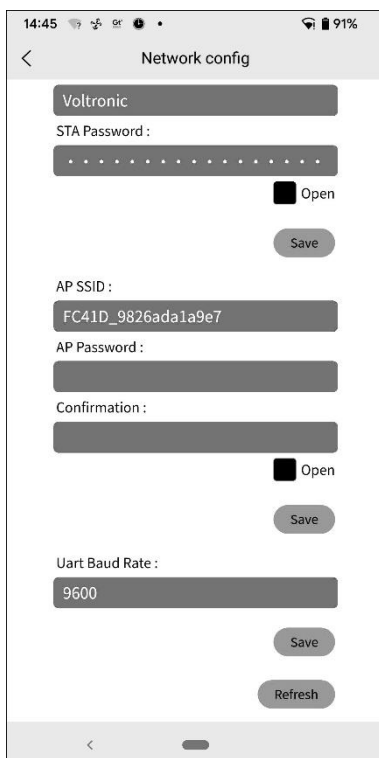 14:45 91%
Network config
Voltronic
STA Password :
Open
Save
AP SSID :
FC41D_9826ada1a9e7
AP Password :
Confirmation :
Open
Save
Uart Baud Rate :
9600
Save
Refresh